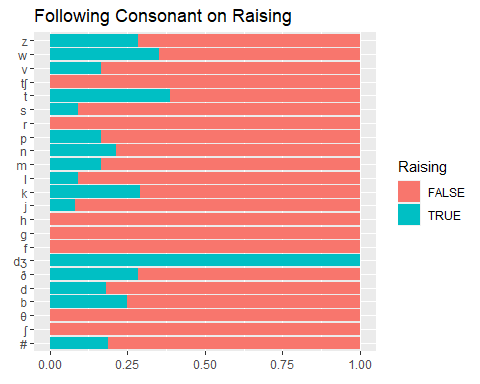 Following Consonant on Raising
z
w
v
tʃ
t
s
r
p
n
m
l
k
j
h
g
f
dʒ
ð
d
b
θ
ʃ
#
0.00 0.25 0.50 0.75 1.00
Raising
FALSE
TRUE